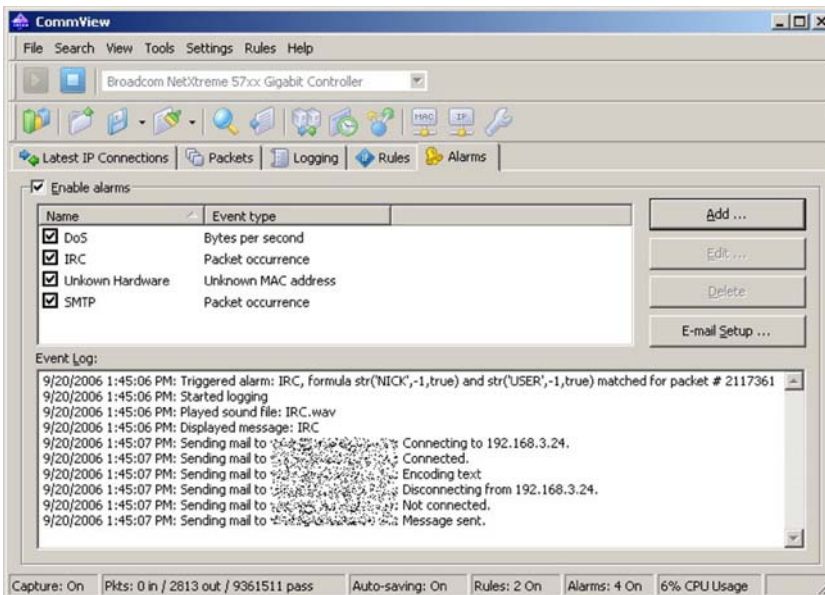 CommView
File Search View Tools Settings Rules Help
Broadcom NetXtreme 57xx Gigabit Controller
MAC IP
Latest IP Connections Packets Logging Rules Alarms
Enable alarms
Name Event type
DoS Bytes per second
IRC Packet occurrence
Unkown Hardware Unknown MAC address
SMTP Packet occurrence
Add ...
Edit ...
Delete
E-mail Setup ...
Event Log:
9/20/2006 1:45:06 PM: Triggered alarm: IRC, formula str('NICK',-1,true) and str('USER',-1,true) matched for packet # 2117361
9/20/2006 1:45:06 PM: Started logging
9/20/2006 1:45:06 PM: Played sound file: IRC.wav
9/20/2006 1:45:06 PM: Displayed message: IRC
9/20/2006 1:45:07 PM: Sending mail to Connecting to 192.168.3.24.
9/20/2006 1:45:07 PM: Sending mail to Connected.
9/20/2006 1:45:07 PM: Sending mail to Encoding text
9/20/2006 1:45:07 PM: Sending mail to Disconnecting from 192.168.3.24.
9/20/2006 1:45:07 PM: Sending mail to Not connected.
9/20/2006 1:45:07 PM: Sending mail to Message sent.
Capture: On Pkts: 0 in / 2813 out / 9361511 pass Auto-saving: On Rules: 2 On Alarms: 4 On 6% CPU Usage